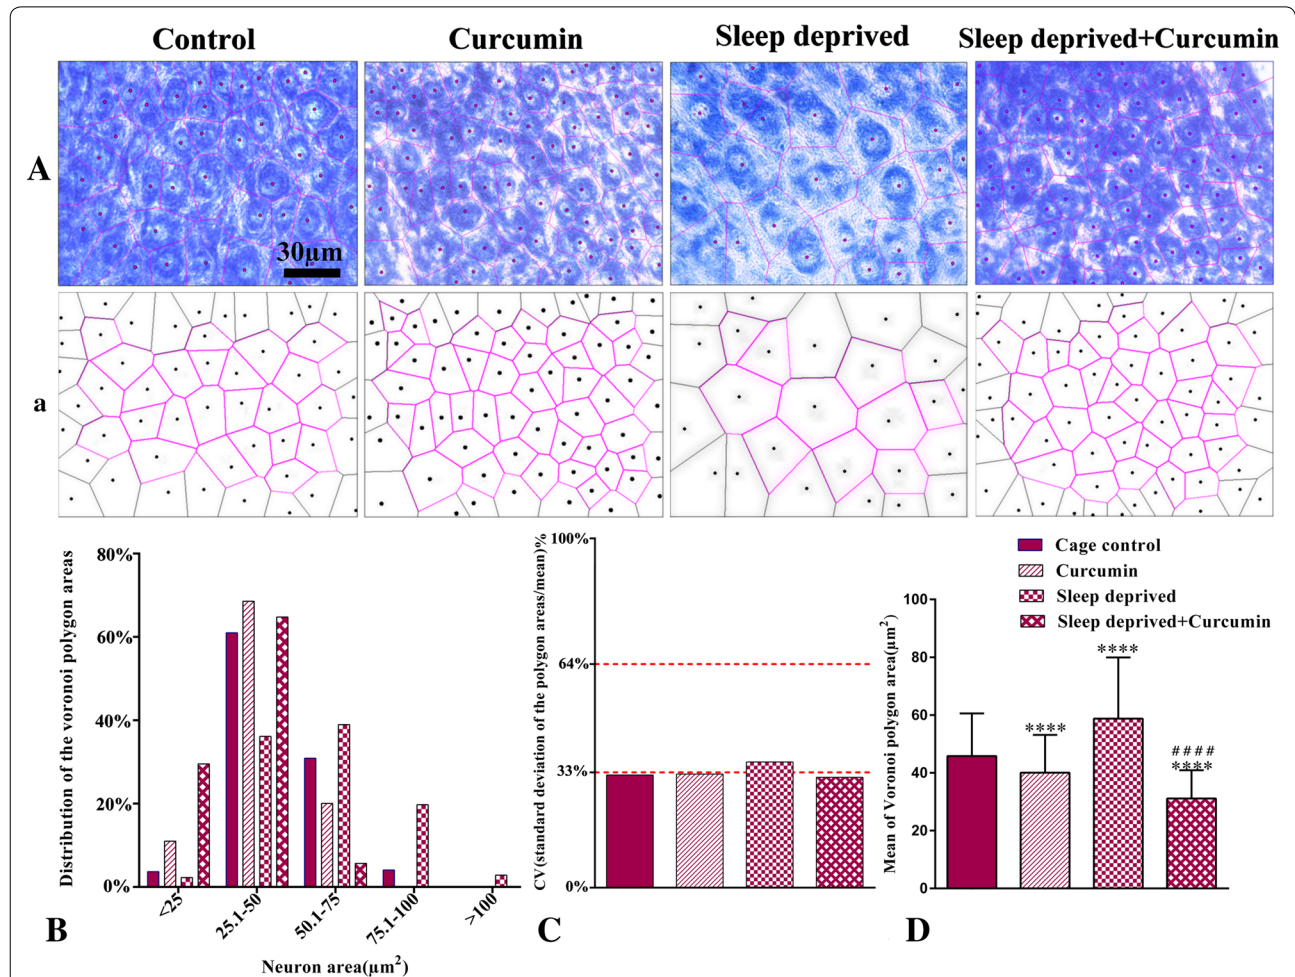 Control
Curcumin
Sleep deprived
Sleep deprived+Curcumin
A
30µm
a
Distribution of the voronoi polygon areas
80%
60%
40%
20%
0%
<25
25.1-50
50.1-75
75.1-100
>100
Neuron area(µm²)
B
CV(standard deviation of the polygon areas/mean)%
100%
64%
33%
0%
C
Cage control
Curcumin
Sleep deprived
Sleep deprived+Curcumin
Mean of Voronoi polygon area(µm²)
100
80
60
40
20
0
****
****
####
****
D